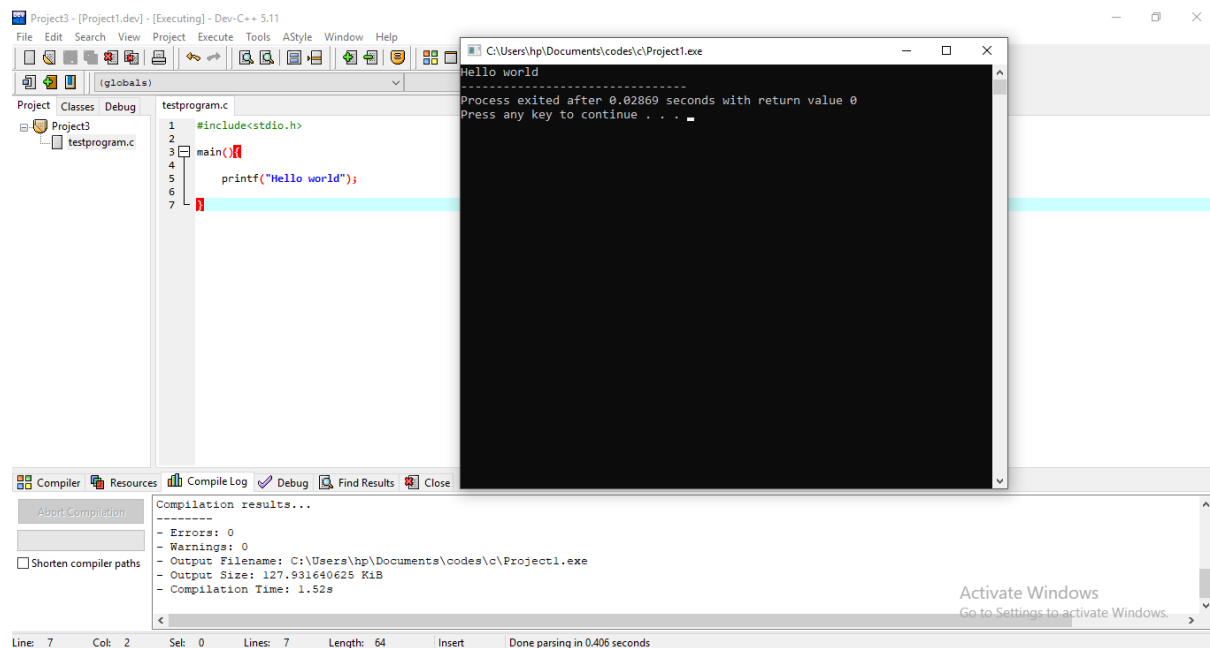 Project3 - [Project1.dev] - [Executing] - Dev-C++ 5.11
File Edit Search View Project Execute Tools AStyle Window Help
(globals)
Project Classes Debug
Project3
testprogram.c
testprogram.c
1 #include<stdio.h>
2
3 main(){
4
5 printf("Hello world");
6
7 }
C:\Users\hp\Documents\codes\c\Project1.exe
Hello world
--------------------------------
Process exited after 0.02869 seconds with return value 0
Press any key to continue . . .
Compiler Resources Compile Log Debug Find Results Close
Abort Compilation
Shorten compiler paths
Compilation results...
--------
- Errors: 0
- Warnings: 0
- Output Filename: C:\Users\hp\Documents\codes\c\Project1.exe
- Output Size: 127.931640625 KiB
- Compilation Time: 1.52s
Activate Windows
Go to Settings to activate Windows.
Line: 7 Col: 2 Sel: 0 Lines: 7 Length: 64 Insert Done parsing in 0.406 seconds